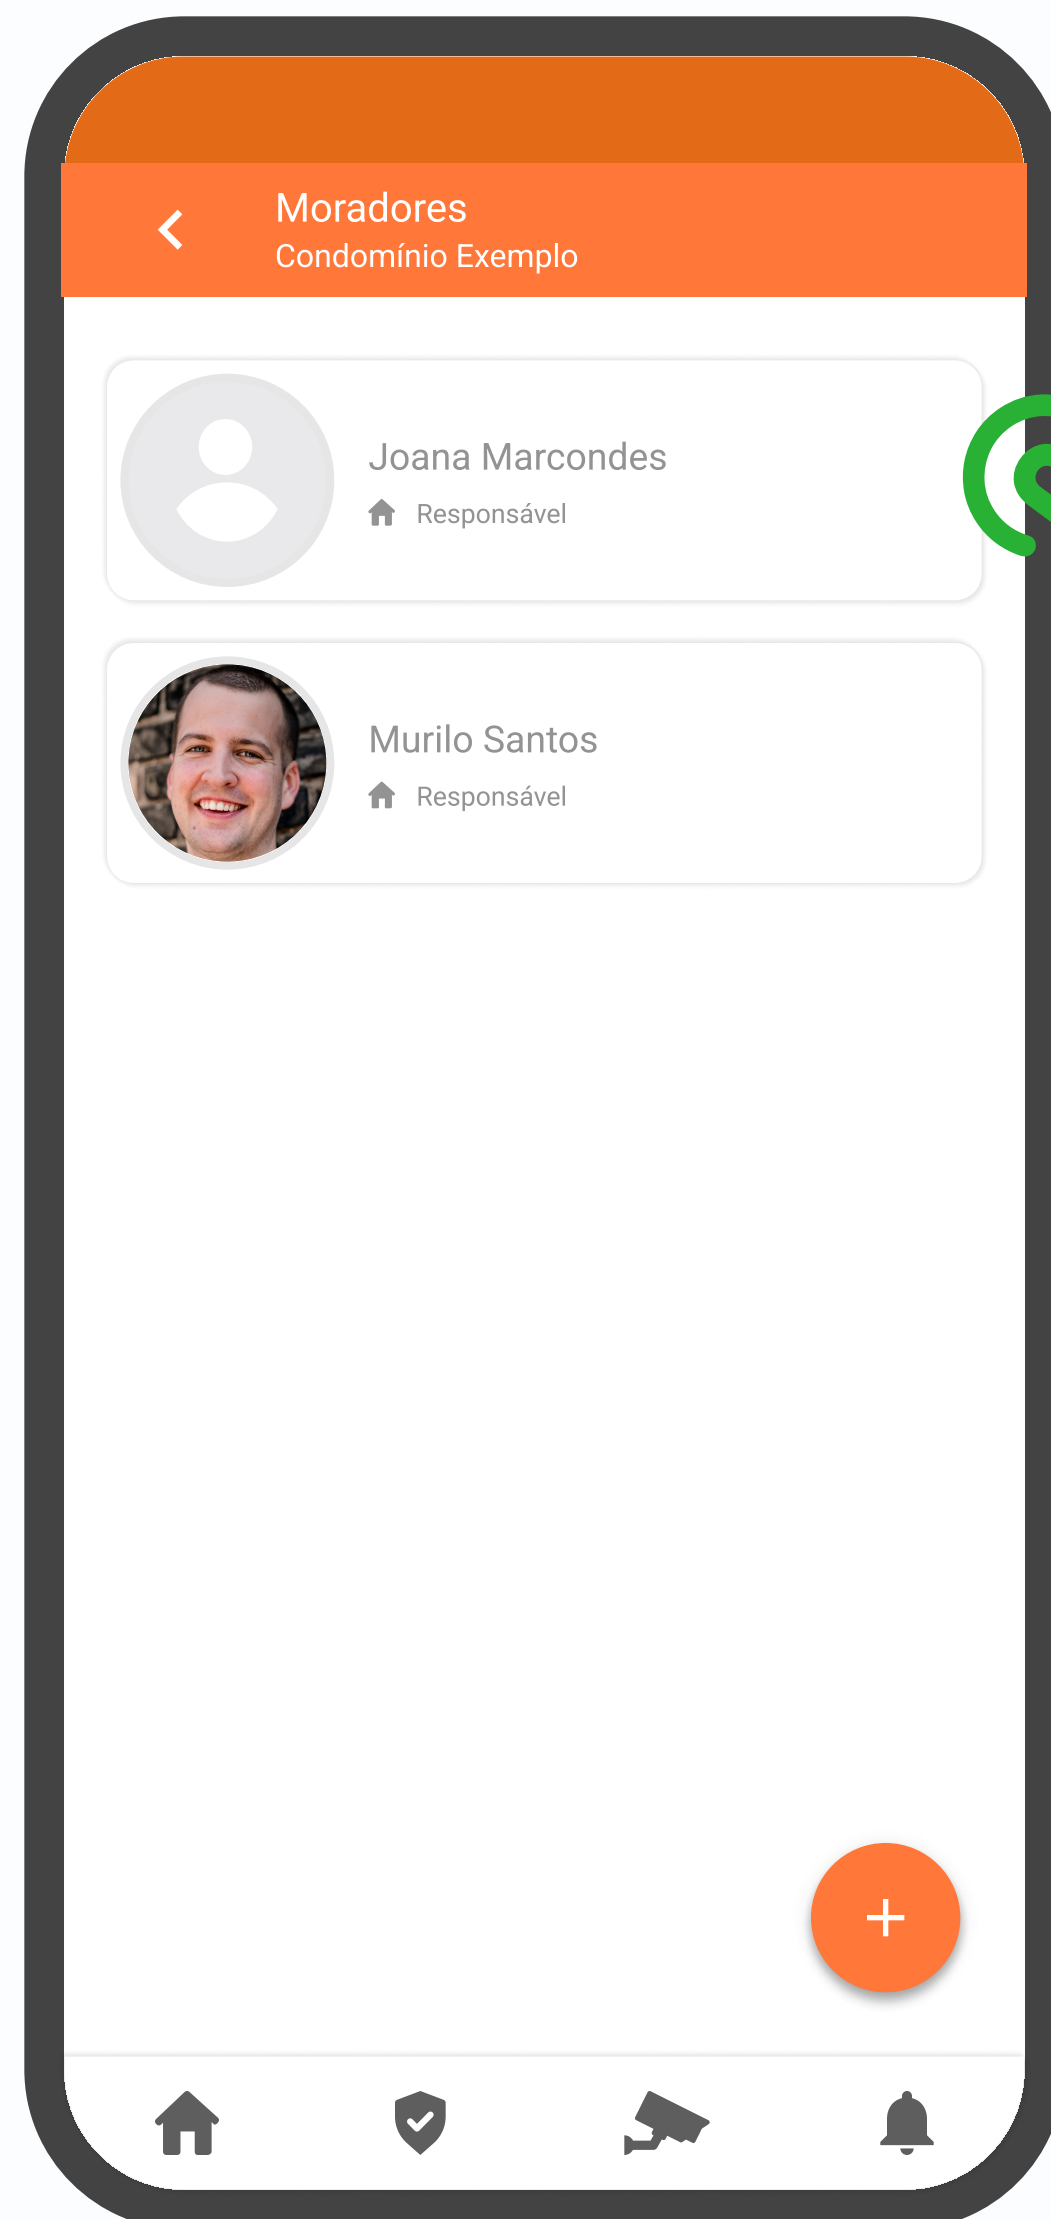 Moradores
Condomínio Exemplo
Joana Marcondes
Responsável
Murilo Santos
Responsável